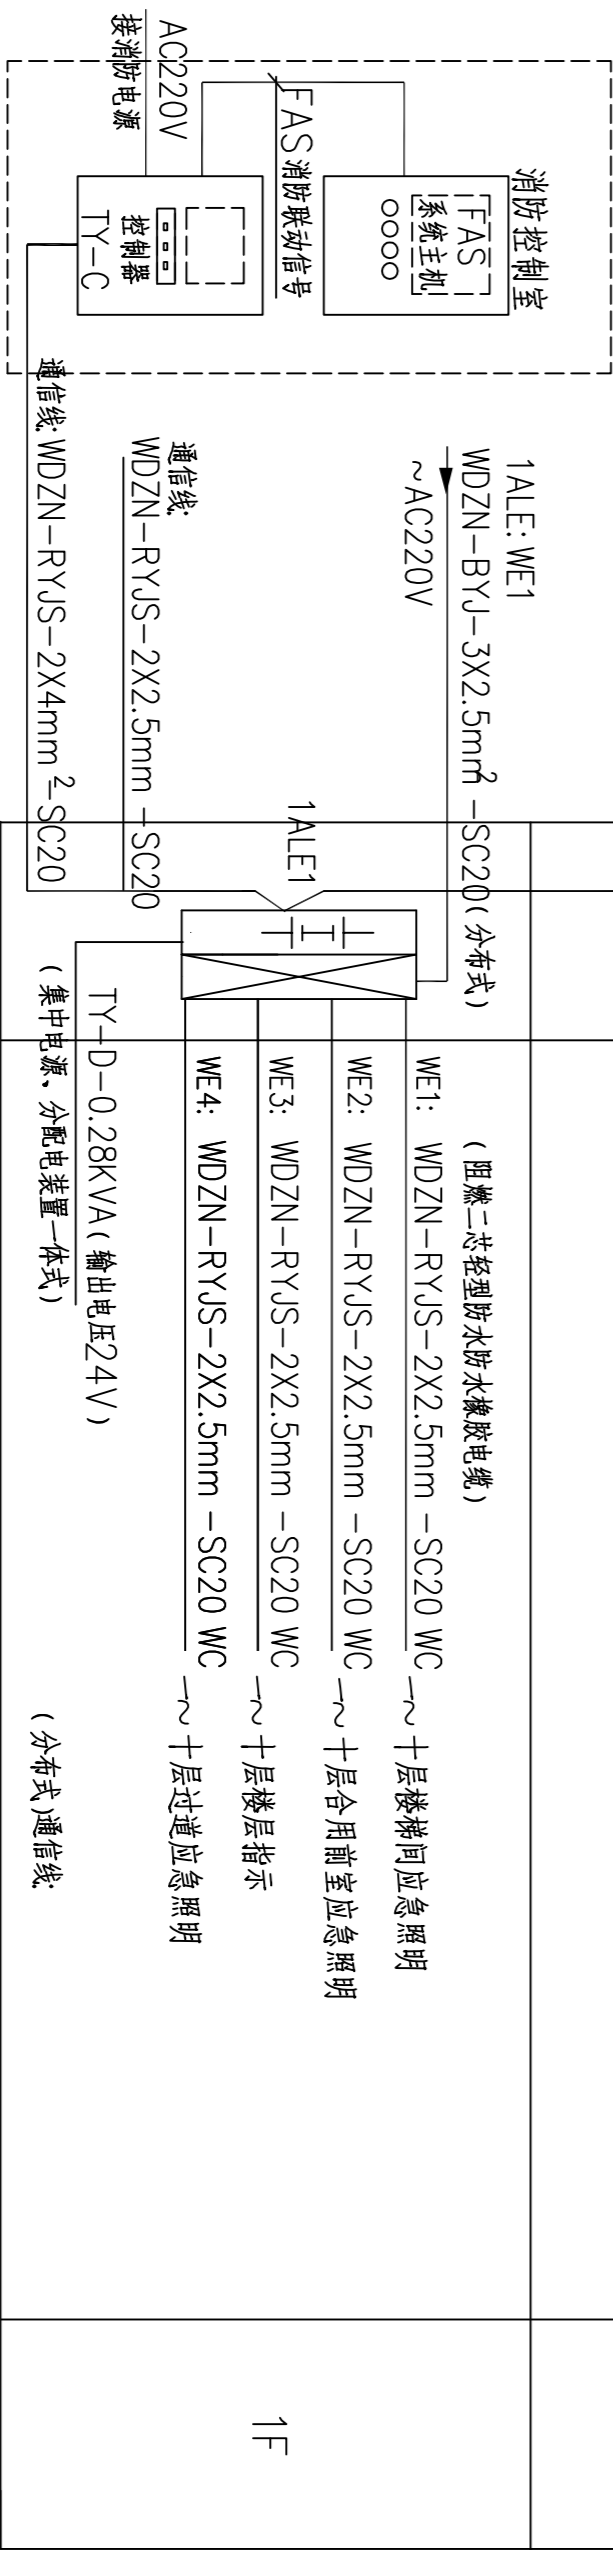 消防控制室
FAS
系统主机
FAS消防联动信号
控制器
TY-C
AC220V
接消防电源
1ALE:WE1
WDZN-BYJ-3X2.5mm²-SC20(分布式)
~AC220V
通信线:
WDZN-RYJS-2X2.5mm -SC20
通信线:WDZN-RYJS-2X4mm²-SC20
1ALE1
(阻燃二芯轻型防水防水橡胶电缆)
WE1: WDZN-RYJS-2X2.5mm -SC20 WC 十层楼梯间应急照明
WE2: WDZN-RYJS-2X2.5mm -SC20 WC 十层合用前室应急照明
WE3: WDZN-RYJS-2X2.5mm -SC20 WC 十层楼层指示
WE4: WDZN-RYJS-2X2.5mm -SC20 WC 十层过道应急照明
TY-D-0.28KVA(输出电压24V)
(集中电源、分配电装置一体式)
(分布式)通信线:
1F